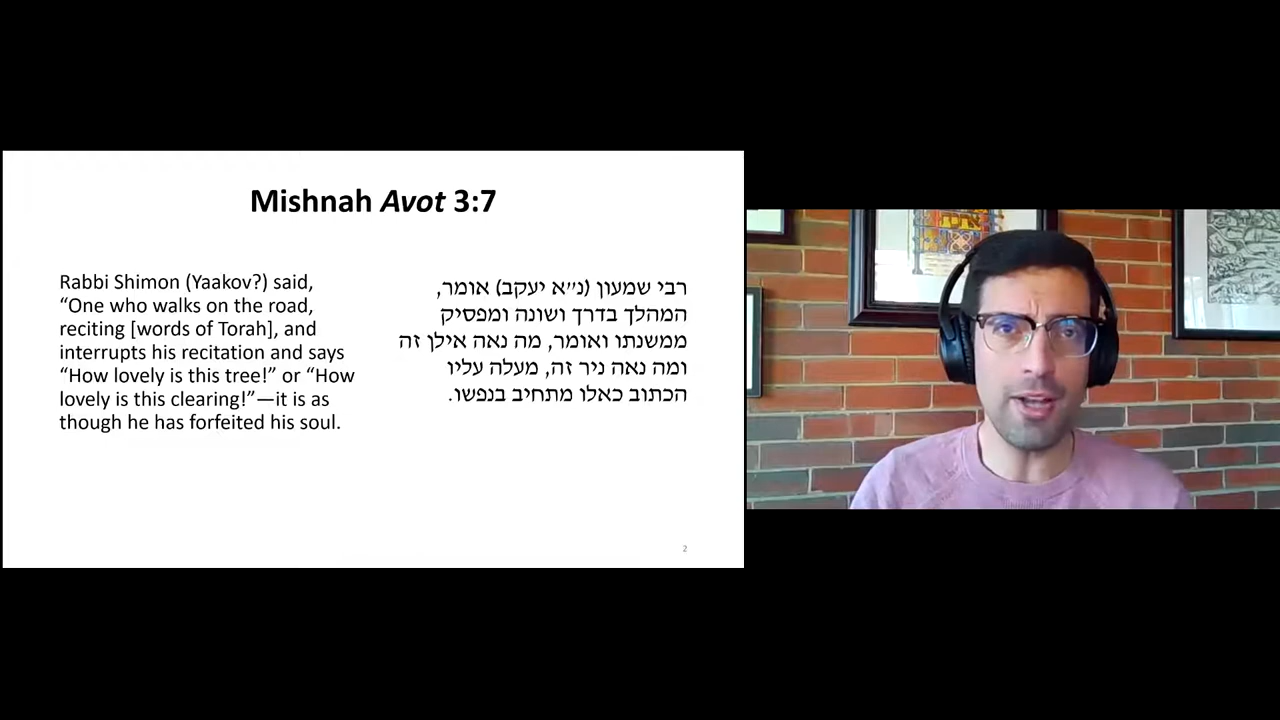 Mishnah Avot 3:7
Rabbi Shimon (Yaakov?) said,
“One who walks on the road,
reciting [words of Torah], and
interrupts his recitation and says
“How lovely is this tree!” or “How
lovely is this clearing!”—it is as
though he has forfeited his soul.
רבי שמעון (נ״א יעקב) אומר,
המהלך בדרך ושונה ומפסיק
ממשנתו ואומר, מה נאה אילן זה
ומה נאה ניר זה, מעלה עליו
הכתוב כאלו מתחיב בנפשו.
2